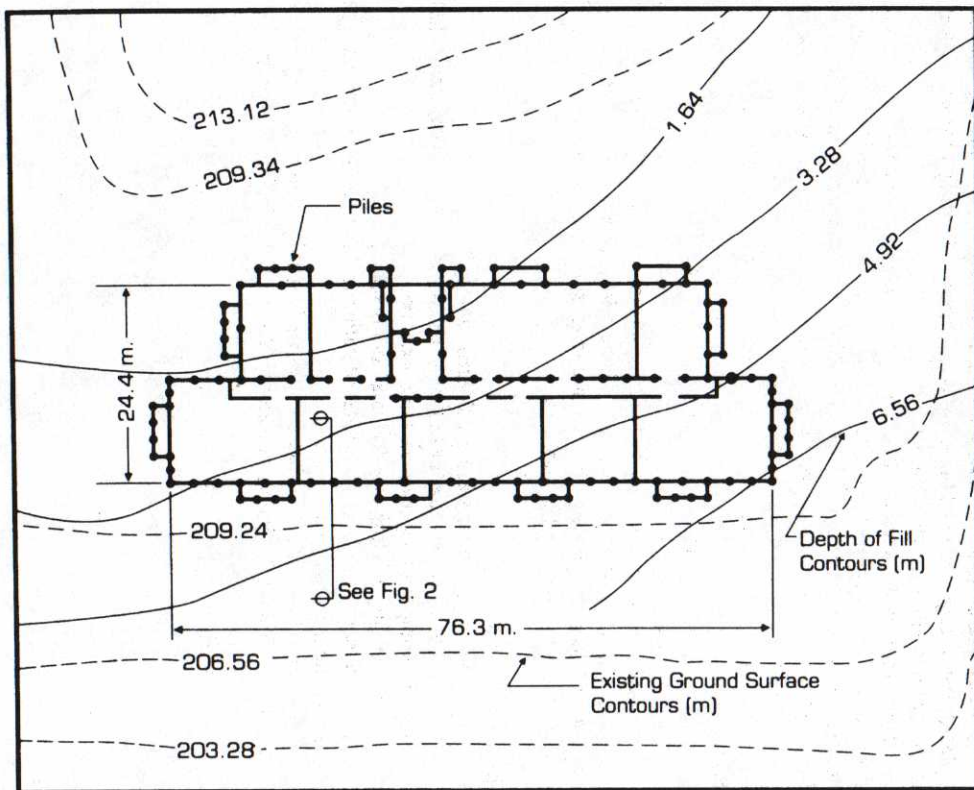 213.12
209.34
1.64
3.28
4.92
6.56
Piles
24.4 m.
209.24
See Fig. 2
Depth of Fill
Contours (m)
76.3 m.
206.56
Existing Ground Surface
Contours (m)
203.28